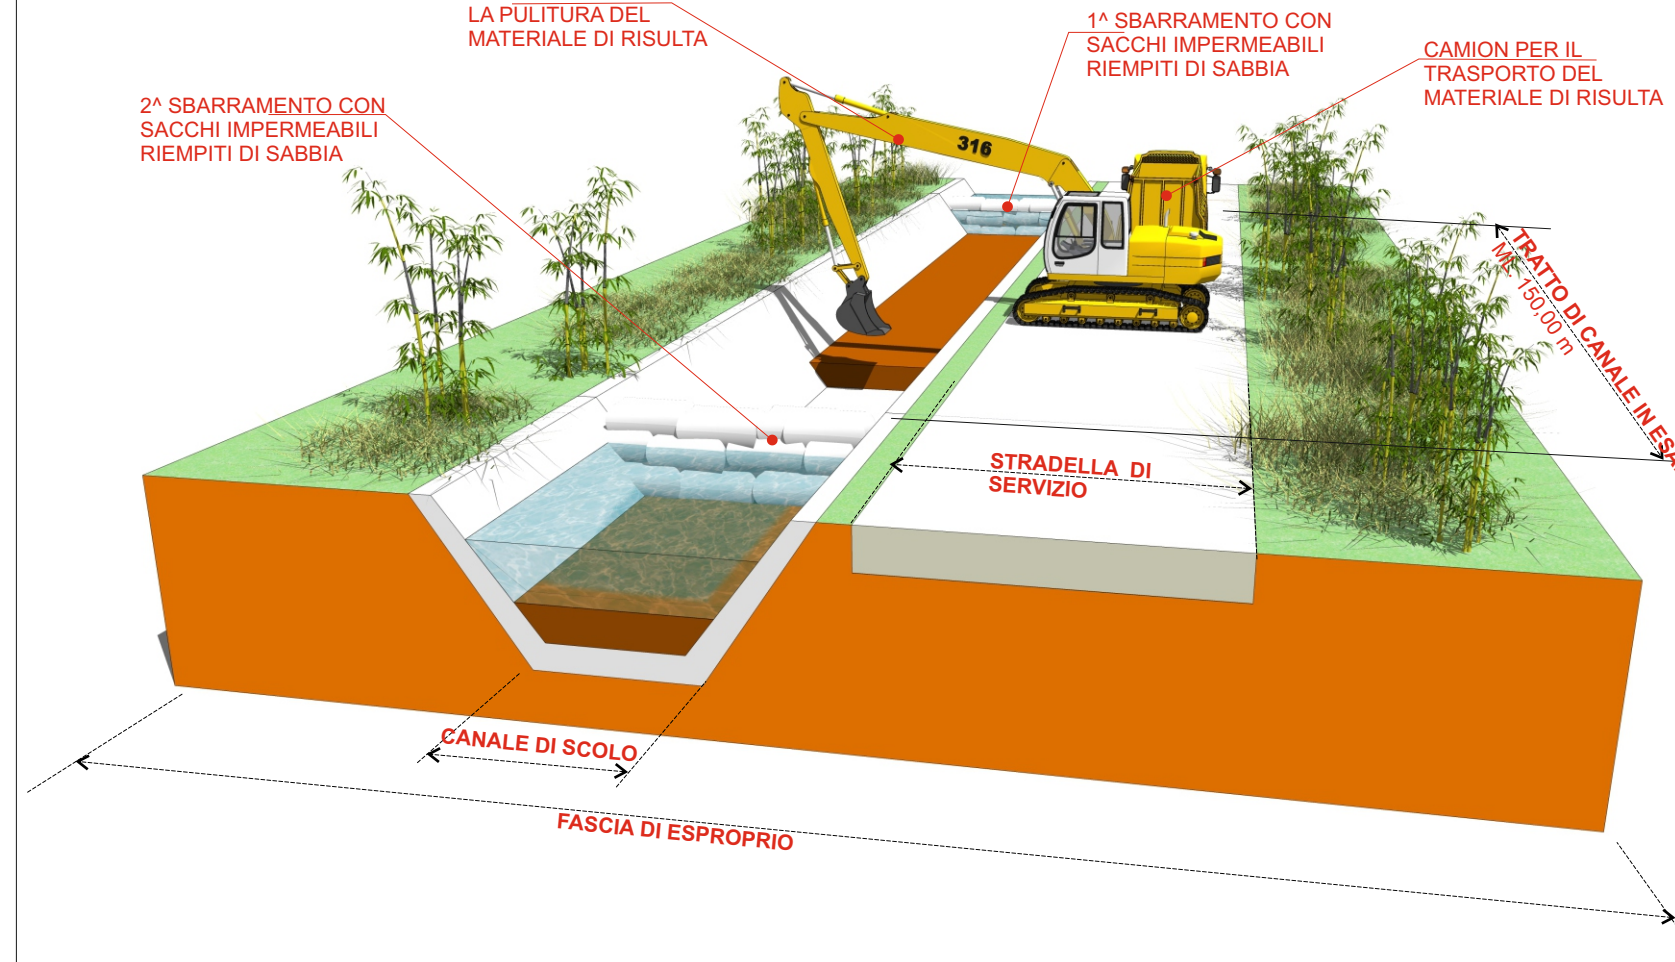 LA PULITURA DEL
MATERIALE DI RISULTA
1^ SBARRAMENTO CON
SACCHI IMPERMEABILI
RIEMPITI DI SABBIA
CAMION PER IL
TRASPORTO DEL
MATERIALE DI RISULTA
2^ SBARRAMENTO CON
SACCHI IMPERMEABILI
RIEMPITI DI SABBIA
316
TRATTO DI CANALE IN
ML. 150,00 m
STRADELLA DI
SERVIZIO
CANALE DI SCOLO
FASCIA DI ESPROPRIO